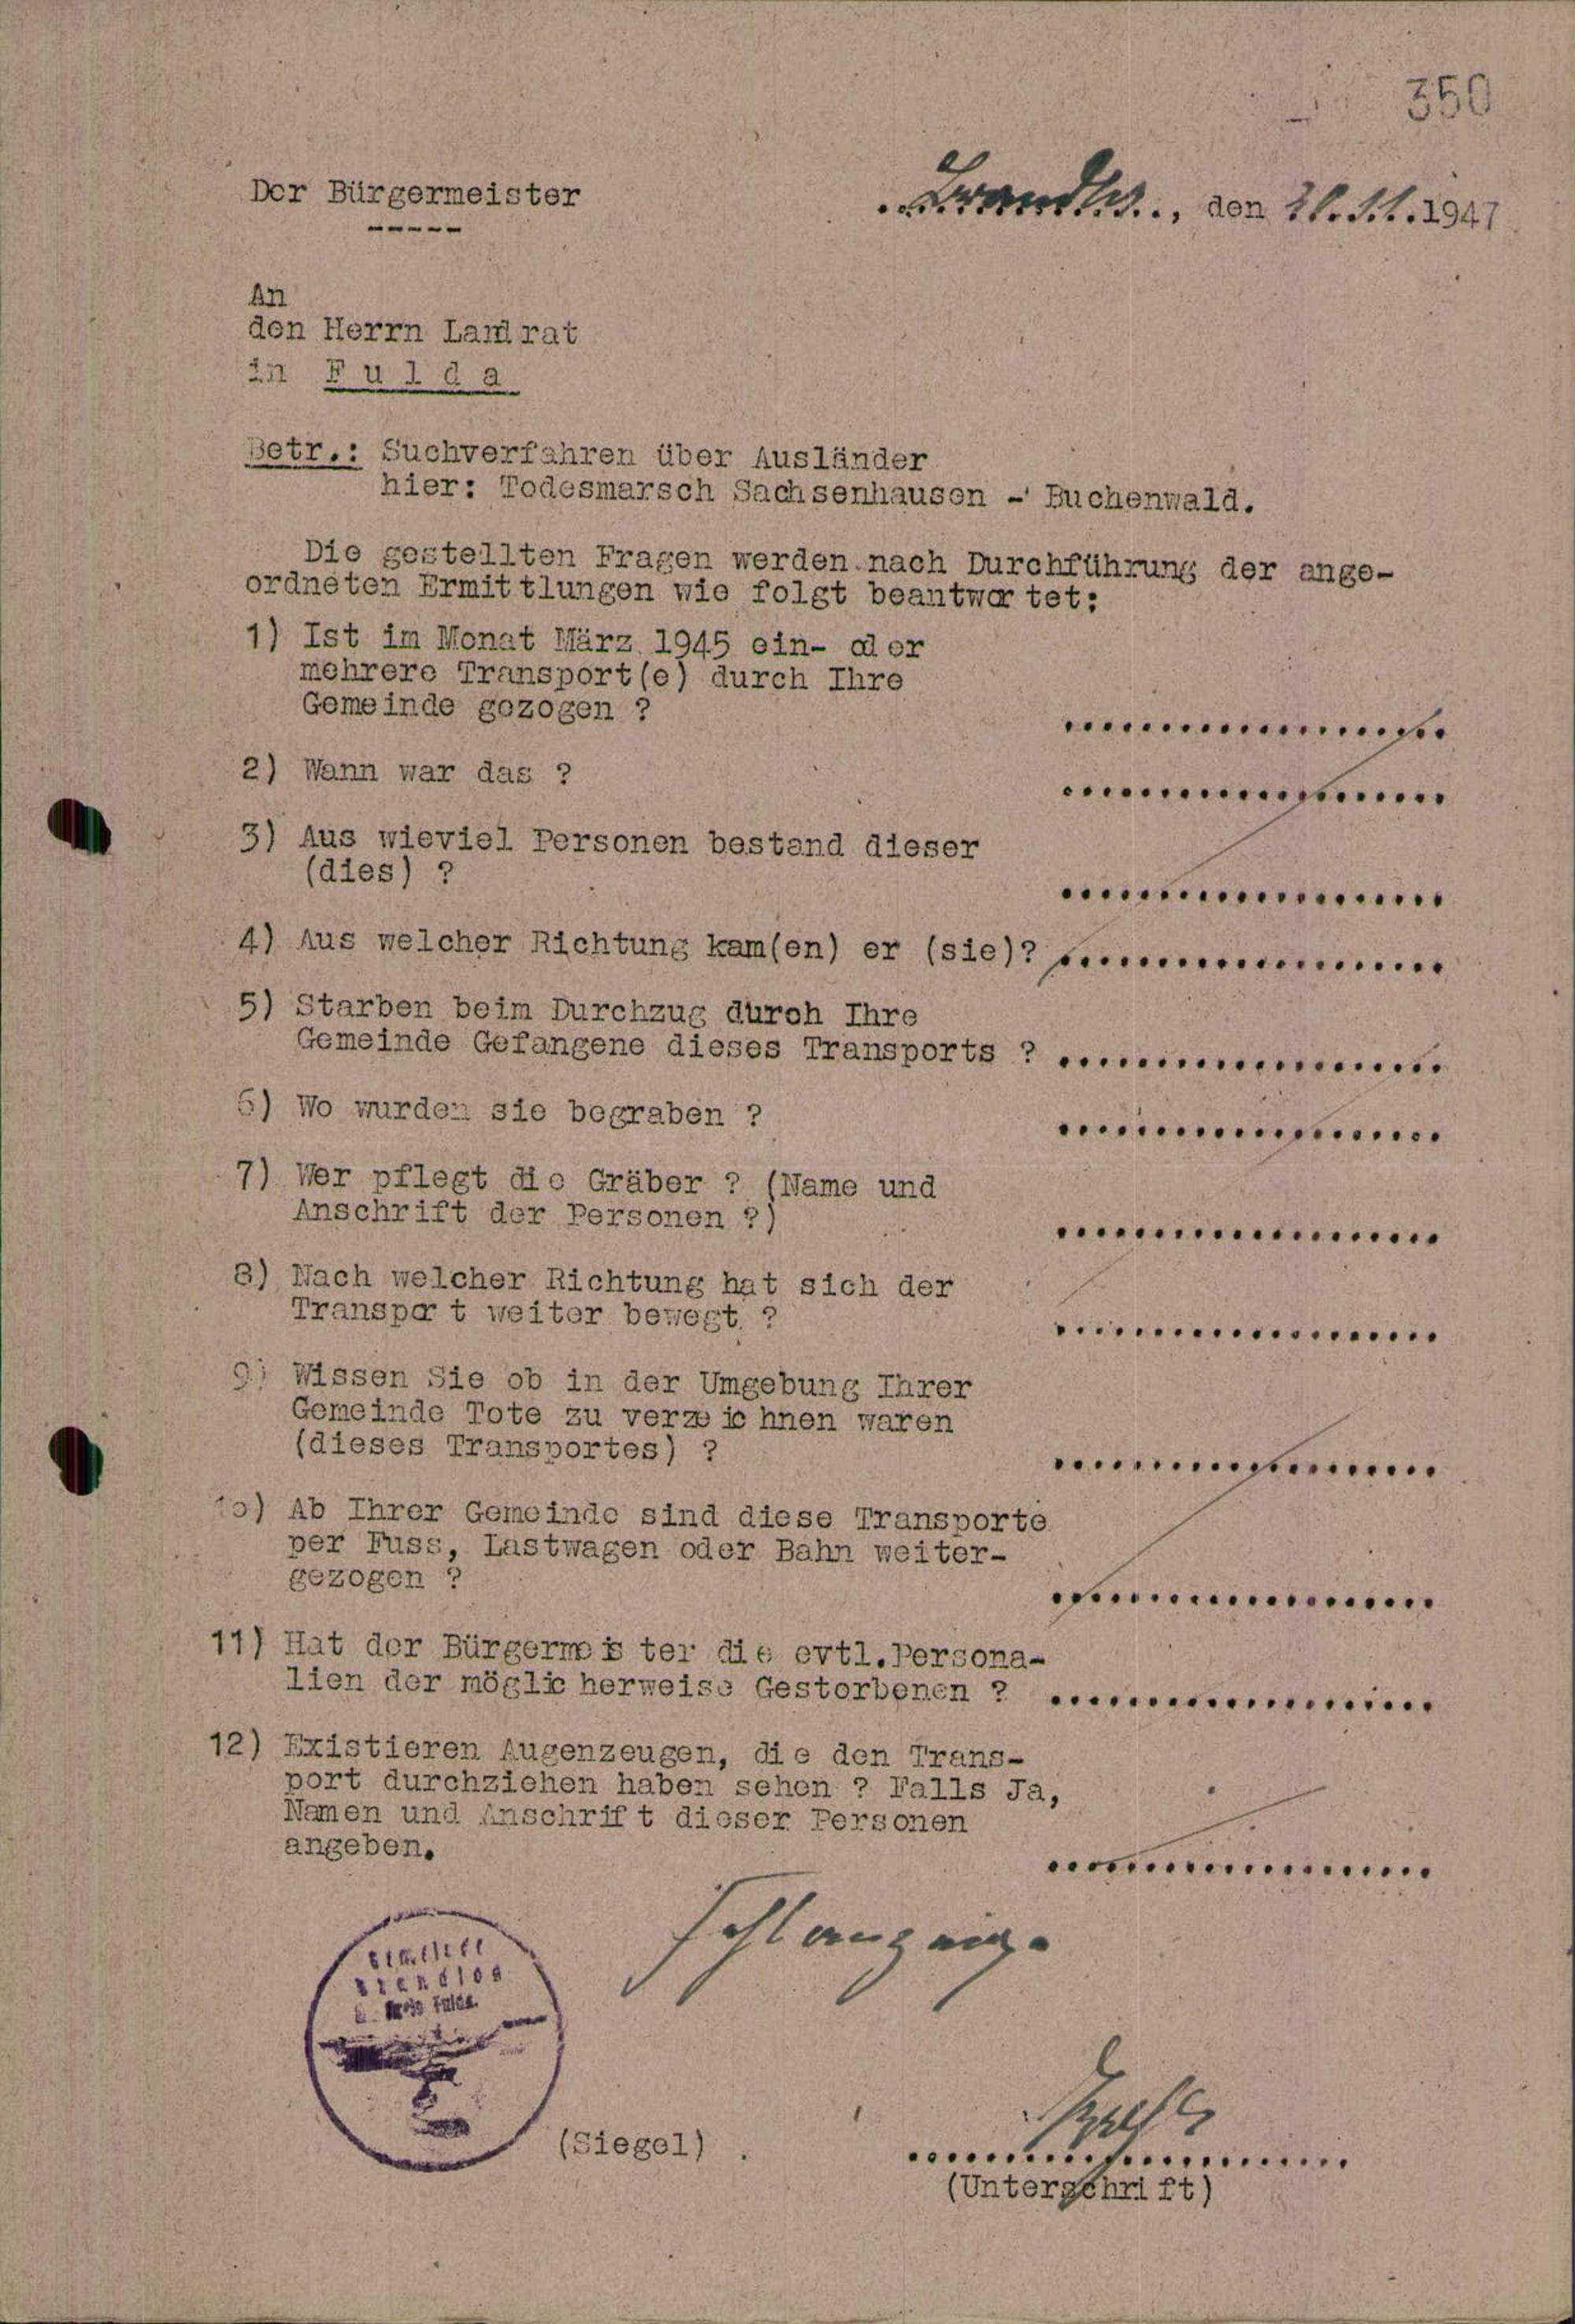 350
Der Bürgermeister
-----
Brandlos, den 21.11.1947
An
den Herrn Landrat
in F u l d a
Betr.: Suchverfahren über Ausländer
hier: Todesmarsch Sachsenhausen - Buchenwald.
Die gestellten Fragen werden nach Durchführung der ange-
ordneten Ermittlungen wie folgt beantwortet:
1) Ist im Monat März 1945 ein- oder
mehrere Transport(e) durch Ihre
Gemeinde gezogen ? ....................
2) Wann war das ? ....................
3) Aus wieviel Personen bestand dieser
(dies) ? ....................
4) Aus welcher Richtung kam(en) er (sie)? ....................
5) Starben beim Durchzug durch Ihre
Gemeinde Gefangene dieses Transports ? ....................
6) Wo wurden sie begraben ? ....................
7) Wer pflegt die Gräber ? (Name und
Anschrift der Personen ?) ....................
8) Nach welcher Richtung hat sich der
Transport weiter bewegt ? ....................
9) Wissen Sie ob in der Umgebung Ihrer
Gemeinde Tote zu verzeichnen waren
(dieses Transportes) ? ....................
10) Ab Ihrer Gemeinde sind diese Transporte
per Fuss, Lastwagen oder Bahn weiter-
gezogen ? ....................
11) Hat der Bürgermeister die evtl.Persona-
lien der möglicherweise Gestorbenen ? ....................
12) Existieren Augenzeugen, die den Trans-
port durchziehen haben sehen ? Falls Ja,
Namen und Anschrift dieser Personen
angeben. ....................
Fehlanzeige
Brandlos
Kreis Fulda
(Siegel)
(Unterschrift)